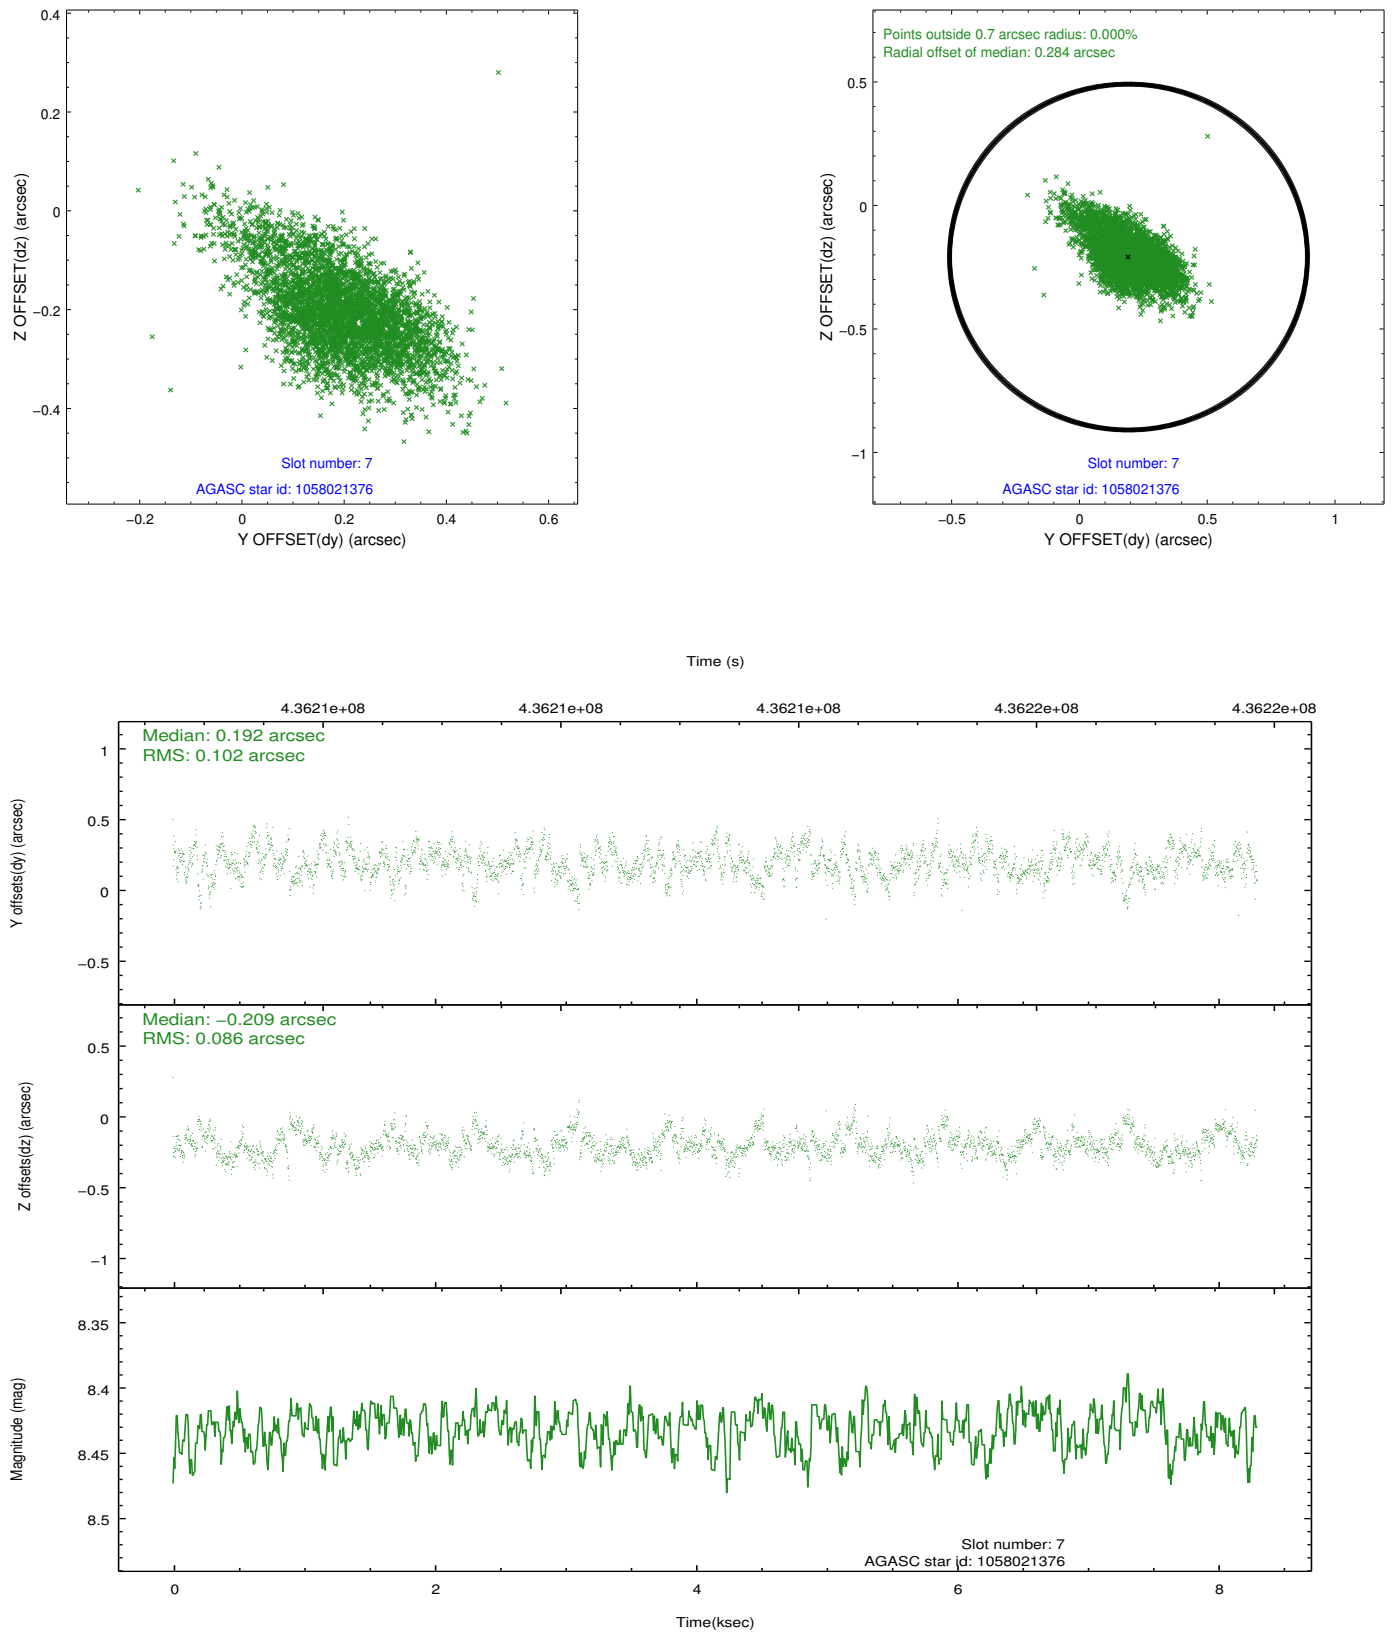 0.4
0.2
0
−0.2
−0.4
Z OFFSET(dz) (arcsec)
Slot number: 7
AGASC star id: 1058021376
−0.2 0 0.2 0.4 0.6
Y OFFSET(dy) (arcsec)
Points outside 0.7 arcsec radius: 0.000%
Radial offset of median: 0.284 arcsec
0.5
0
−0.5
−1
Z OFFSET(dz) (arcsec)
Slot number: 7
AGASC star id: 1058021376
−0.5 0 0.5 1
Y OFFSET(dy) (arcsec)
Time (s)
4.3621e+08 4.3621e+08 4.3621e+08 4.3622e+08 4.3622e+08
Median: 0.192 arcsec
RMS: 0.102 arcsec
1
0.5
0
−0.5
Y offsets(dy) (arcsec)
Median: −0.209 arcsec
RMS: 0.086 arcsec
0.5
0
−0.5
−1
Z offsets(dz) (arcsec)
8.35
8.4
8.45
8.5
Magnitude (mag)
Slot number: 7
AGASC star id: 1058021376
0 2 4 6 8
Time(ksec)